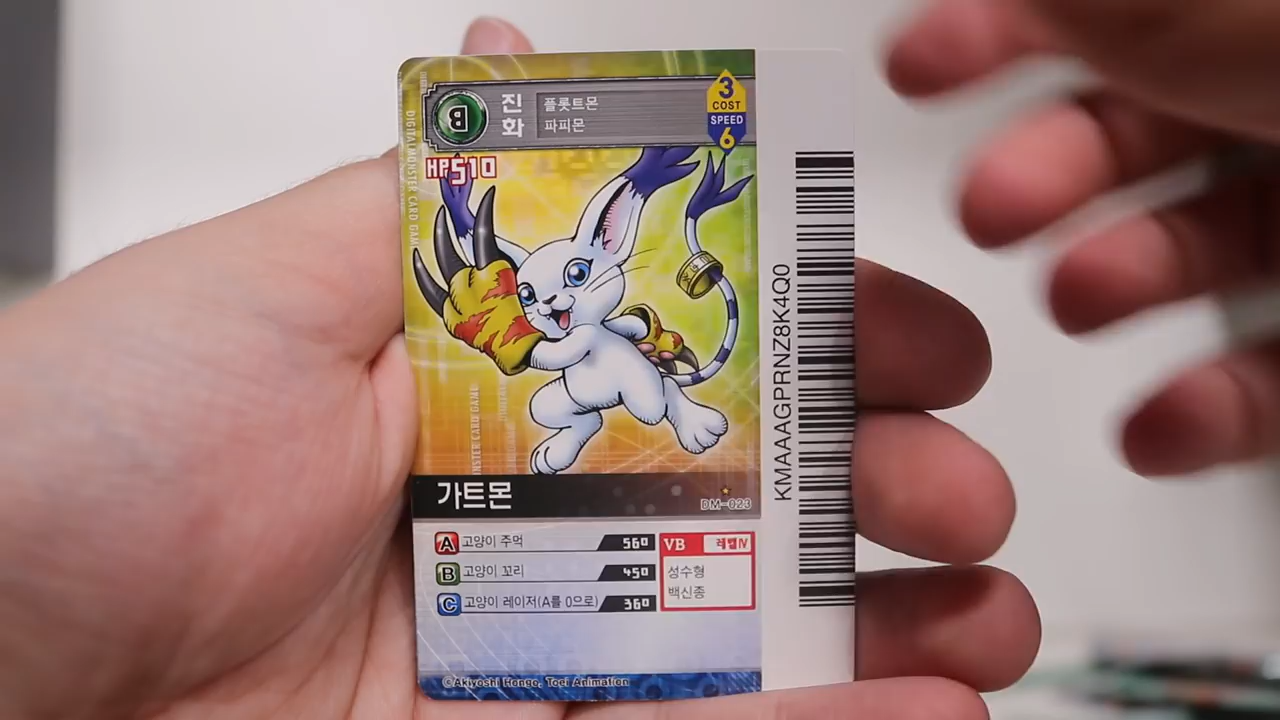 B
진화
플롯트몬
파피몬
3
COST
SPEED
6
HP510
DIGITALMONSTER CARD GAM
KMAAAGPRNZ8K4Q0
가트몬
DM-023
A 고양이 주먹 560
B 고양이 꼬리 450
C 고양이 레이저(A를 0으로) 360
VB 레벨Ⅳ
성수형
백신종
©Akiyoshi Hongo, Toei Animation